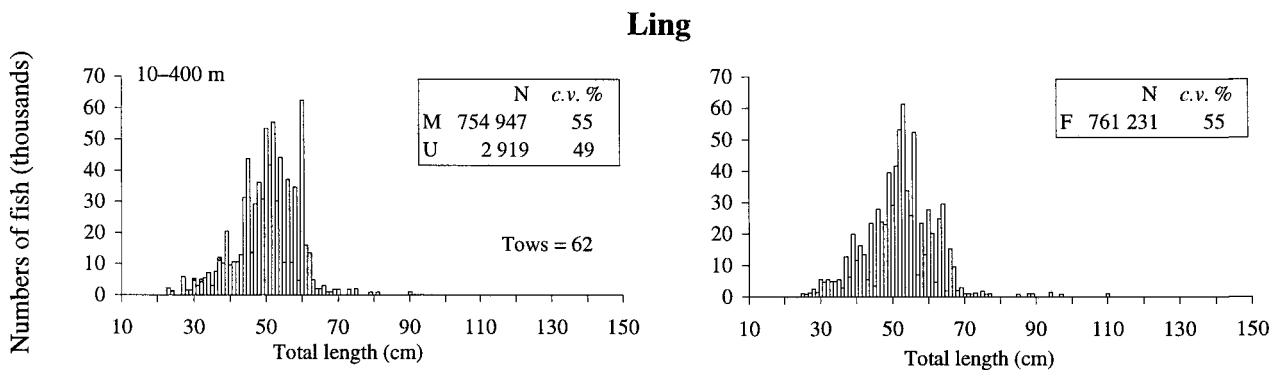 Ling
Numbers of fish (thousands)
10–400 m
N c.v. %
M 754 947 55
U 2 919 49
Tows = 62
70
60
50
40
30
20
10
0
10 30 50 70 90 110 130 150
Total length (cm)
N c.v. %
F 761 231 55
70
60
50
40
30
20
10
0
10 30 50 70 90 110 130 150
Total length (cm)